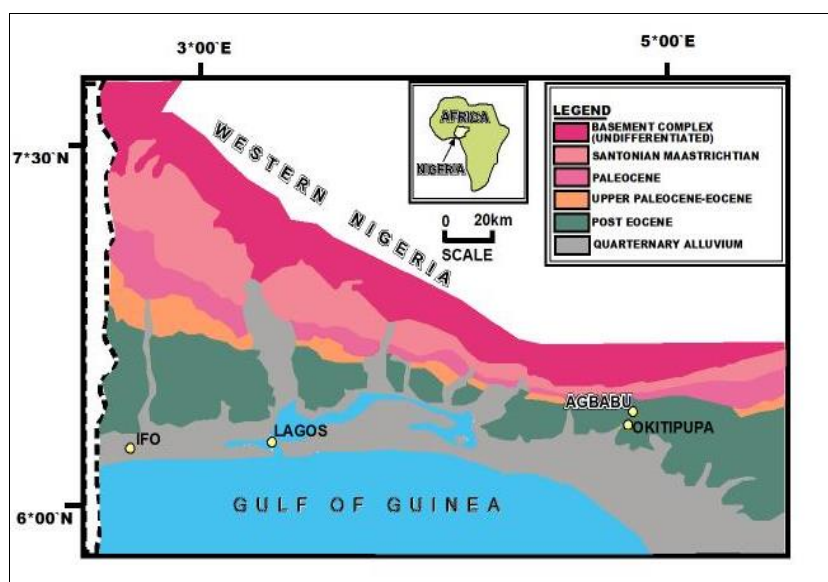 3°00`E
5°00`E
7°30`N
6°00`N
WESTERN NIGERIA
AFRICA
NIGERIA
0 20km
SCALE
LEGEND
BASEMENT COMPLEX
(UNDIFFERENTIATED)
SANTONIAN MAASTRICHTIAN
PALEOCENE
UPPER PALEOCENE-EOCENE
POST EOCENE
QUARTERNARY ALLUVIUM
AGBABU
OKITIPUPA
LAGOS
IFO
GULF OF GUINEA